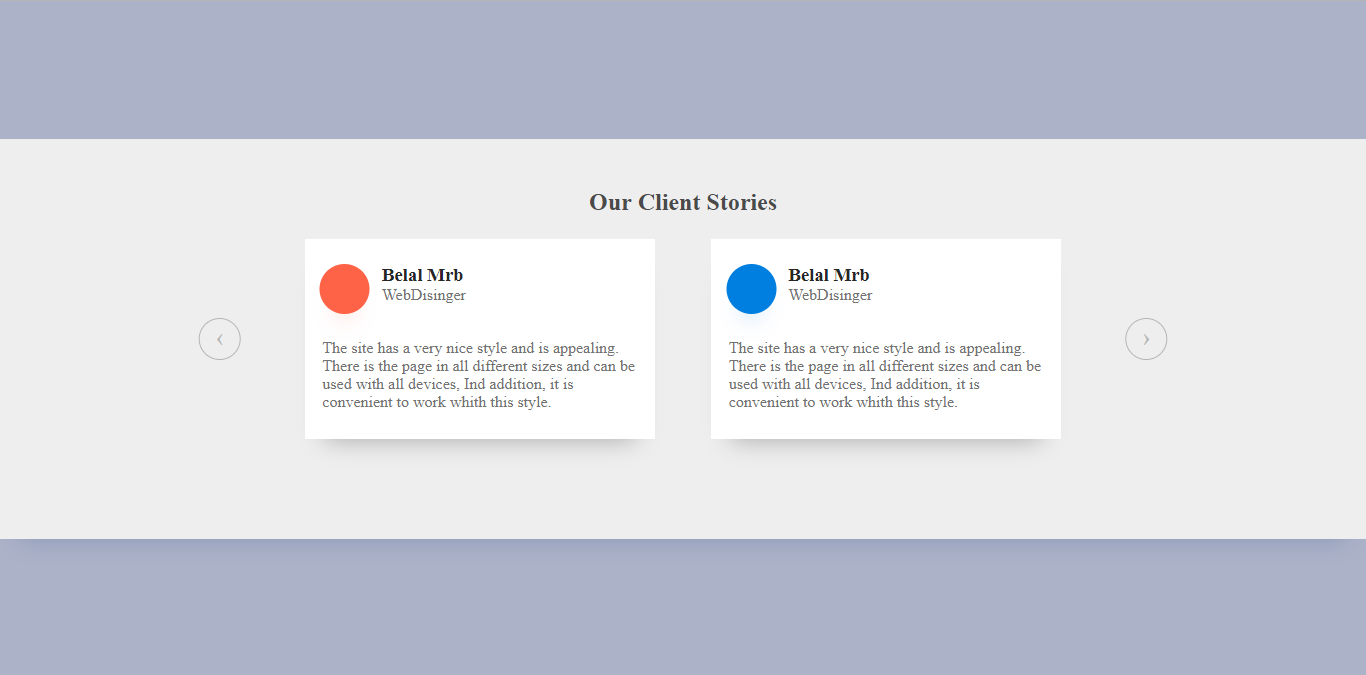 Our Client Stories
Belal Mrb
WebDisinger
The site has a very nice style and is appealing.
There is the page in all different sizes and can be
used with all devices, Ind addition, it is
convenient to work whith this style.
Belal Mrb
WebDisinger
The site has a very nice style and is appealing.
There is the page in all different sizes and can be
used with all devices, Ind addition, it is
convenient to work whith this style.
‹
›